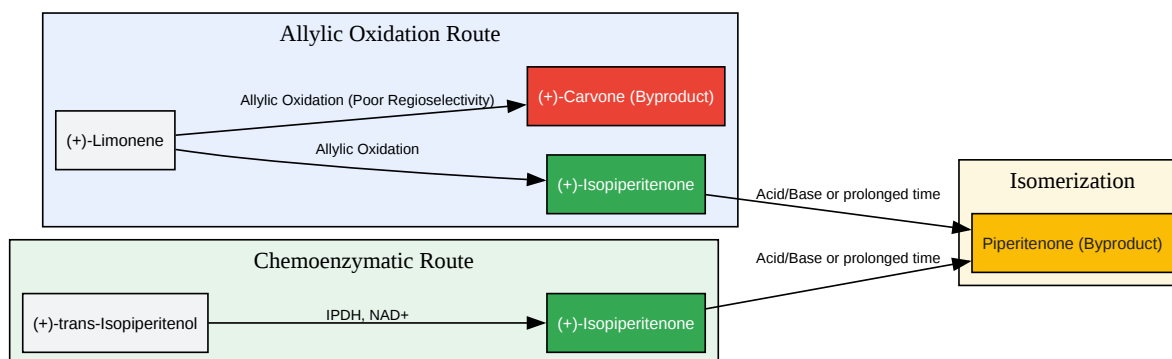 Allylic Oxidation Route
(+)-Limonene
Allylic Oxidation (Poor Regioselectivity)
(+)-Carvone (Byproduct)
Allylic Oxidation
(+)-Isopiperitenone
Acid/Base or prolonged time
Isomerization
Piperitenone (Byproduct)
Chemoenzymatic Route
(+)-trans-Isopiperitenol
IPDH, NAD+
(+)-Isopiperitenone
Acid/Base or prolonged time